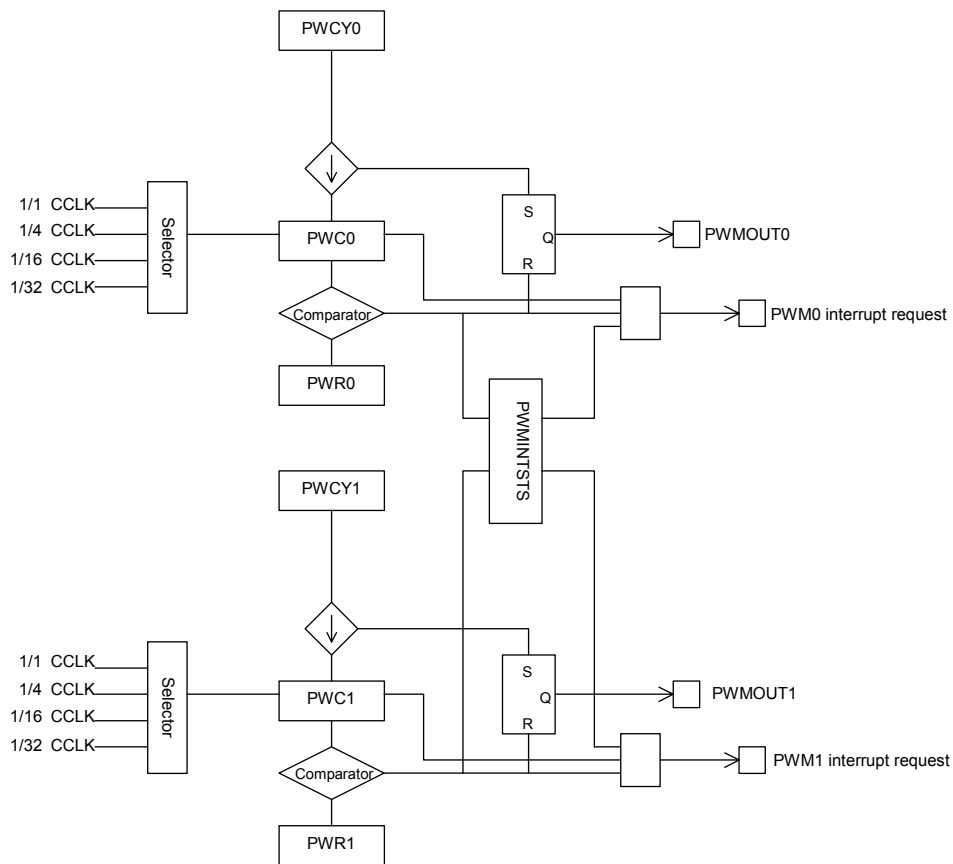 PWCY0
1/1 CCLK
1/4 CCLK
1/16 CCLK
1/32 CCLK
Selector
PWC0
S
Q
R
PWMOUT0
Comparator
PWM0 interrupt request
PWR0
PWMINTSTS
PWCY1
1/1 CCLK
1/4 CCLK
1/16 CCLK
1/32 CCLK
Selector
PWC1
S
Q
R
PWMOUT1
Comparator
PWM1 interrupt request
PWR1